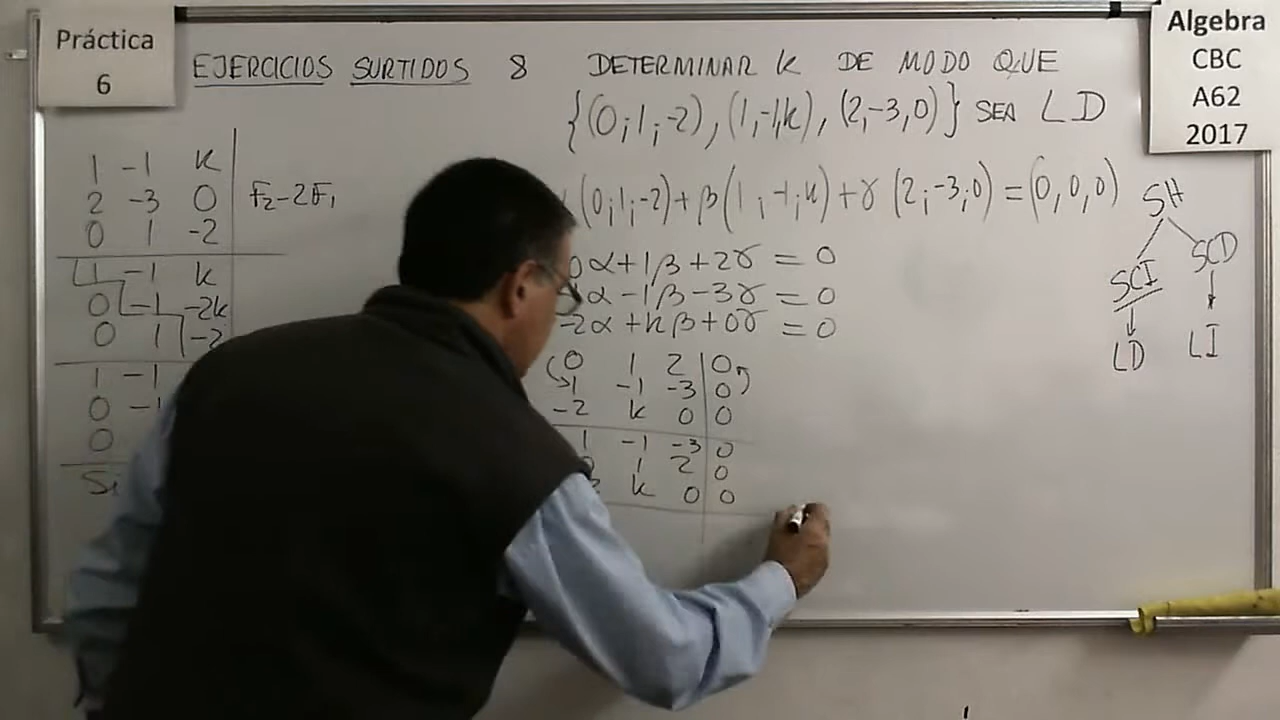 Práctica
6
EJERCICIOS SURTIDOS 8 DETERMINAR K DE MODO QUE
{(0;1;-2),(1,-1,k),(2,-3,0)} SEA LD
Algebra
CBC
A62
2017
1 -1 K
2 -3 0 F2-2F1
0 1 -2
1 -1 K
0 -1 -2k
0 1 -2
1 -1
0 -1
0
Si
(0;1;-2)+β(1;-1;k)+γ(2;-3;0)=(0,0,0)
0α+1β+2γ=0
α-1β-3γ=0
-2α+kβ+0γ=0
0 1 2 0
1 -1 -3 0
-2 k 0 0
1 -1 -3 0
1 2 0
k 0 0
SH
SCI SCD
LD LI